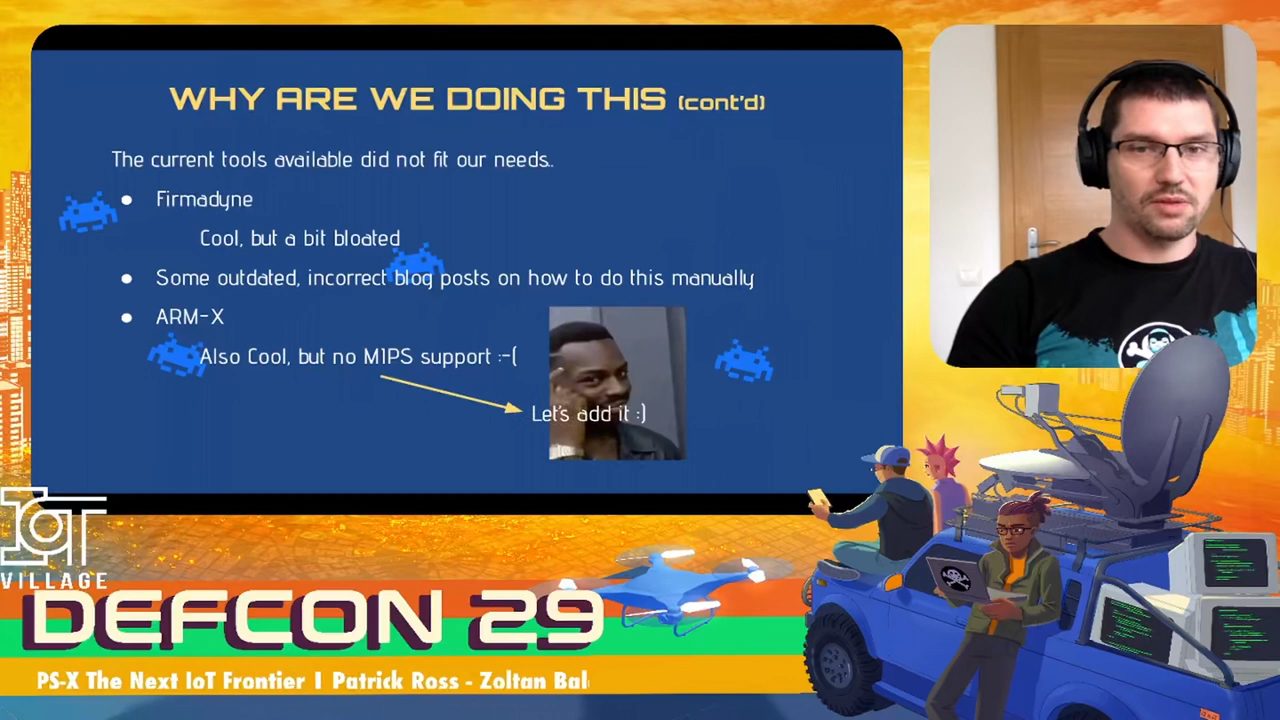 WHY ARE WE DOING THIS (cont'd)
The current tools available did not fit our needs..
● Firmadyne
Cool, but a bit bloated
● Some outdated, incorrect blog posts on how to do this manually
● ARM-X
Also Cool, but no MIPS support :-(
Let's add it :)
IOT
VILLAGE
DEFCON 29
PS-X The Next IoT Frontier | Patrick Ross - Zoltan Bal